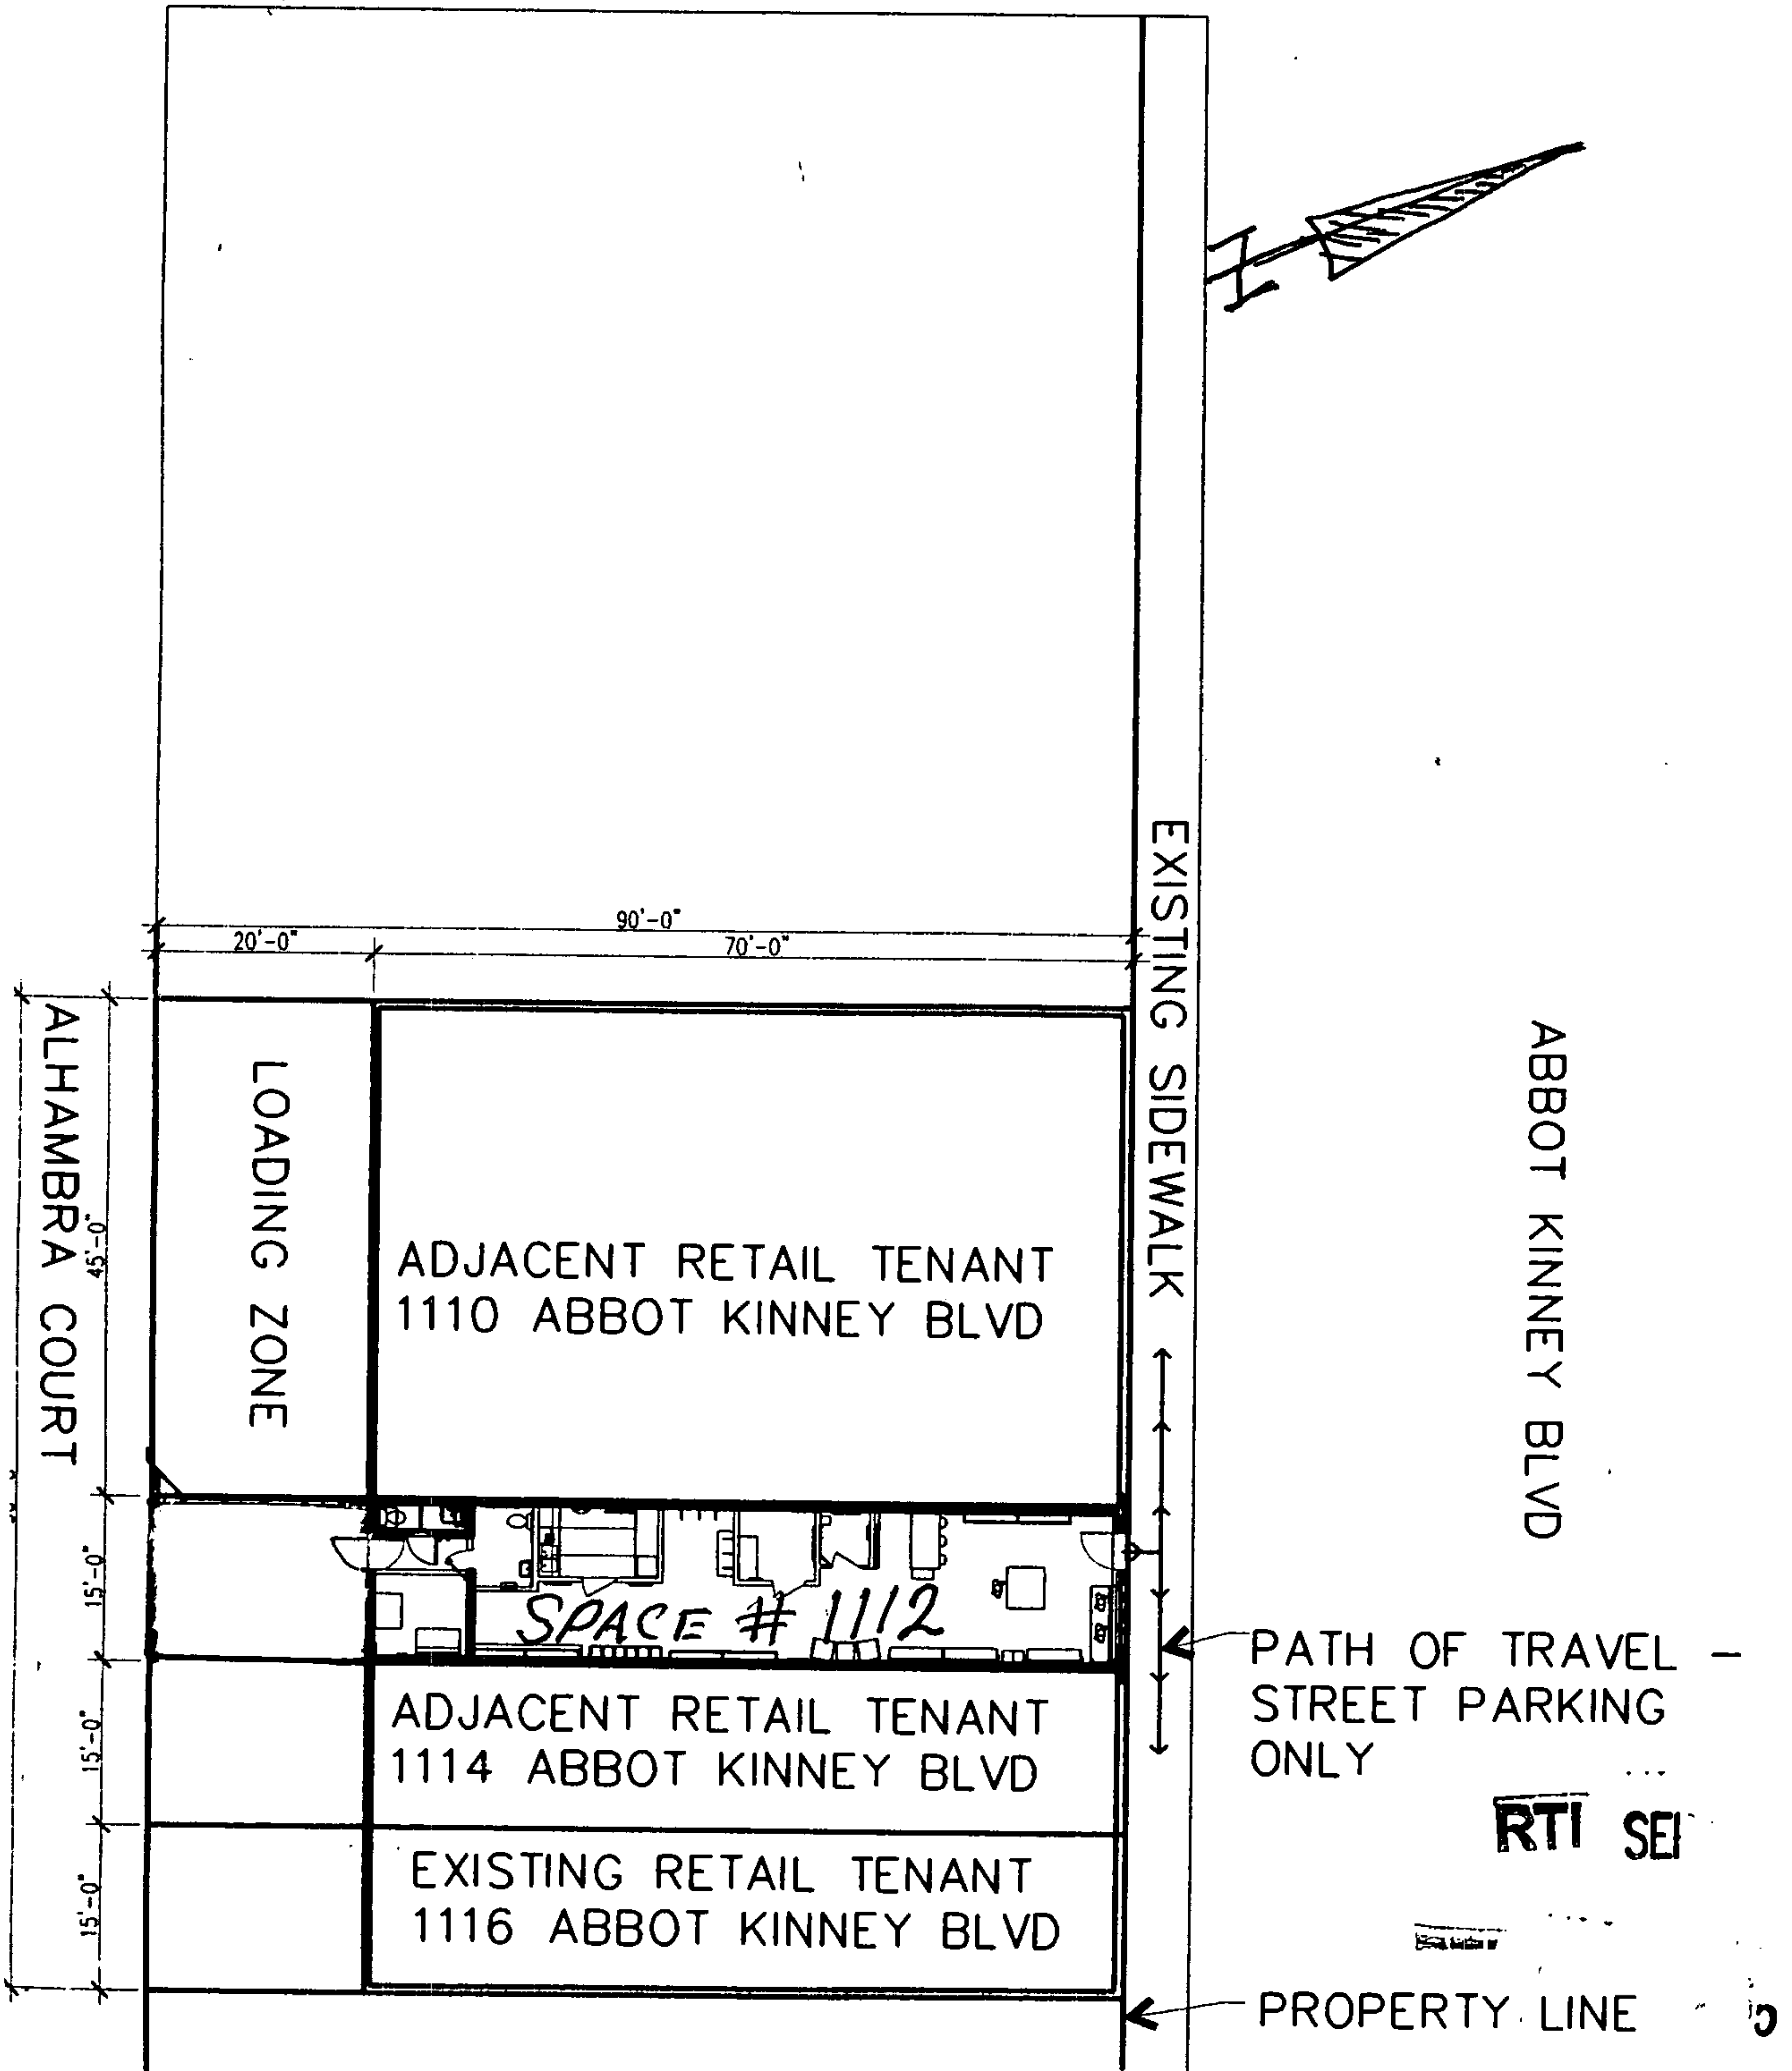 N
EXISTING SIDEWALK
ABBOT KINNEY BLVD
90'-0"
20'-0"
70'-0"
ALHAMBRA COURT
45'-0"
LOADING ZONE
ADJACENT RETAIL TENANT
1110 ABBOT KINNEY BLVD
15'-0"
SPACE # 1112
PATH OF TRAVEL –
STREET PARKING
ONLY
15'-0"
ADJACENT RETAIL TENANT
1114 ABBOT KINNEY BLVD
RTI SEI
15'-0"
EXISTING RETAIL TENANT
1116 ABBOT KINNEY BLVD
PROPERTY LINE